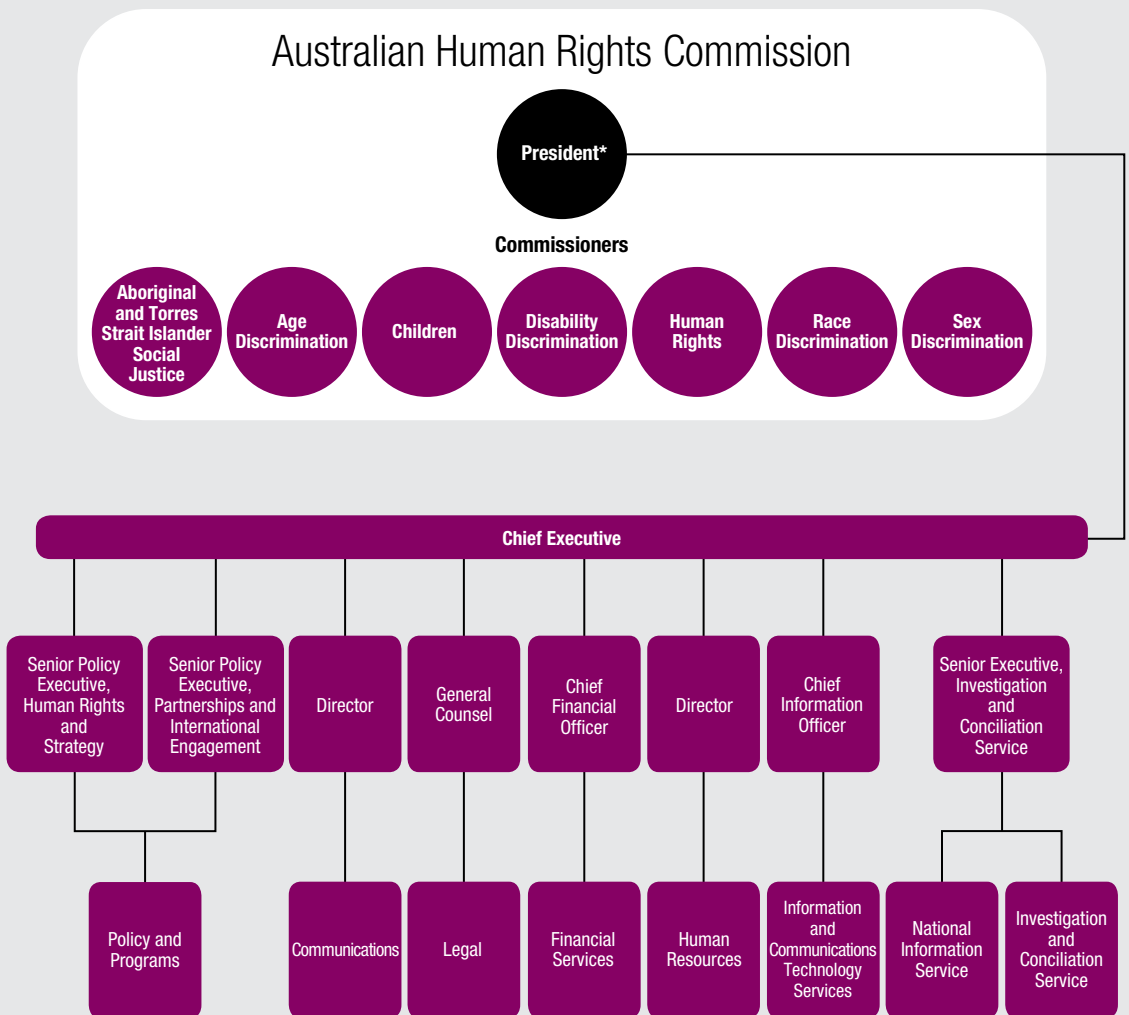 Australian Human Rights Commission
President*
Commissioners
Aboriginal
and Torres
Strait Islander
Social
Justice
Age
Discrimination
Children
Disability
Discrimination
Human
Rights
Race
Discrimination
Sex
Discrimination
Chief Executive
Senior Policy
Executive,
Human Rights
and
Strategy
Senior Policy
Executive,
Partnerships and
International
Engagement
Director
General
Counsel
Chief
Financial
Officer
Director
Chief
Information
Officer
Senior Executive,
Investigation
and
Conciliation
Service
Policy and
Programs
Communications
Legal
Financial
Services
Human
Resources
Information
and
Communications
Technology
Services
National
Information
Service
Investigation
and
Conciliation
Service